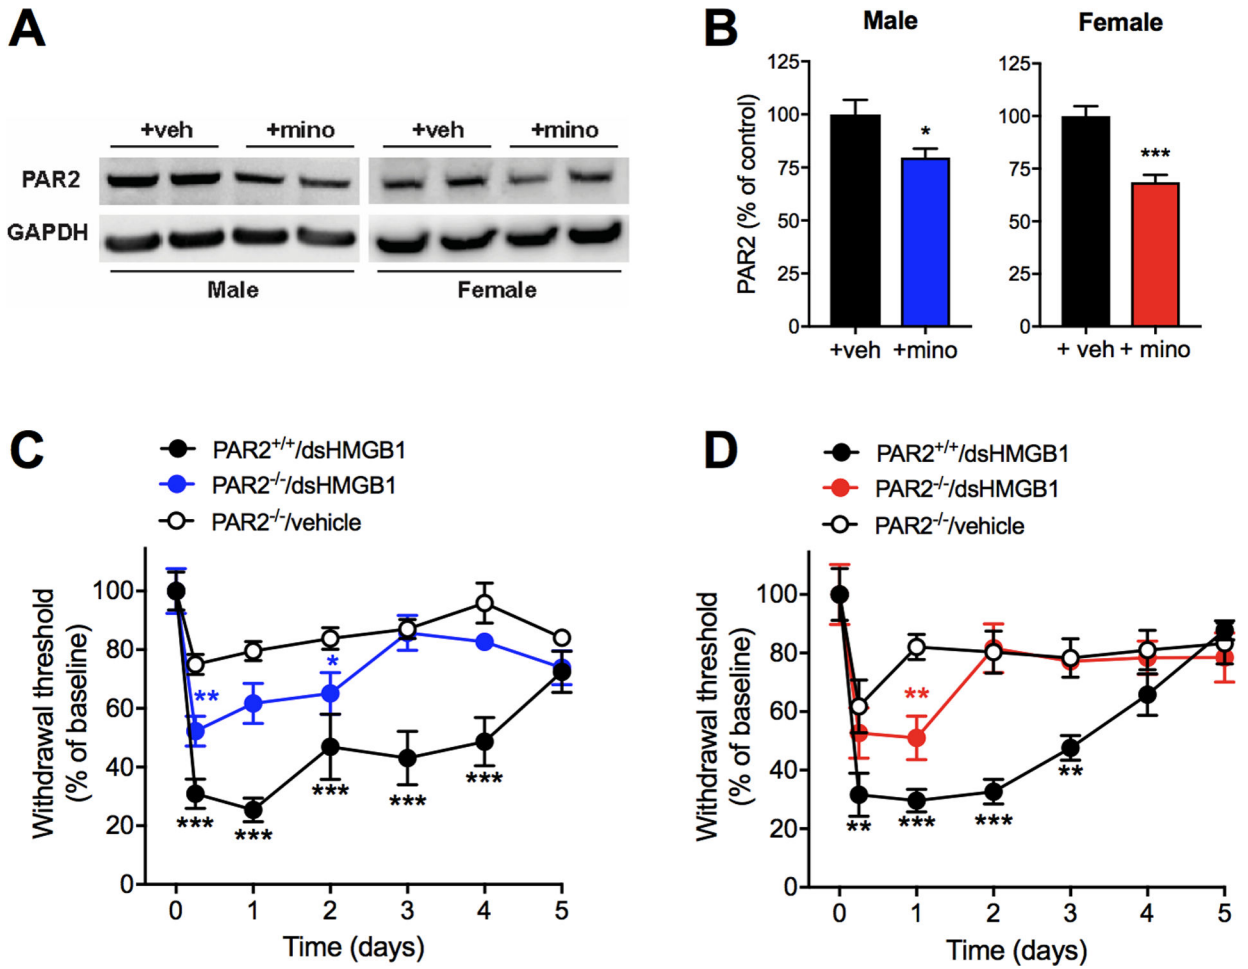 A
+veh +mino +veh +mino
PAR2
GAPDH
Male Female
B
Male Female
PAR2 (% of control)
125
100
75
50
25
0
* 
+veh +mino
125
100
75
50
25
0
***
+ veh + mino
C
PAR2+/+/dsHMGB1
PAR2-/-/dsHMGB1
PAR2-/-/vehicle
Withdrawal threshold
(% of baseline)
100
80
60
40
20
0
** *
*** *** *** *** ***
0 1 2 3 4 5
Time (days)
D
PAR2+/+/dsHMGB1
PAR2-/-/dsHMGB1
PAR2-/-/vehicle
Withdrawal threshold
(% of baseline)
100
80
60
40
20
0
**
** *** *** **
0 1 2 3 4 5
Time (days)